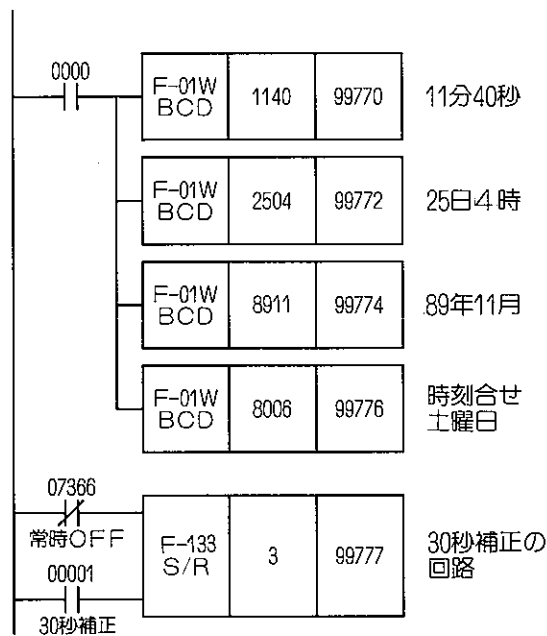 0000
F-01W
BCD
1140
99770
11分40秒
F-01W
BCD
2504
99772
25日4時
F-01W
BCD
8911
99774
89年11月
F-01W
BCD
8006
99776
時刻合せ
土曜日
07366
常時OFF
00001
30秒補正
F-133
S/R
3
99777
30秒補正の
回路